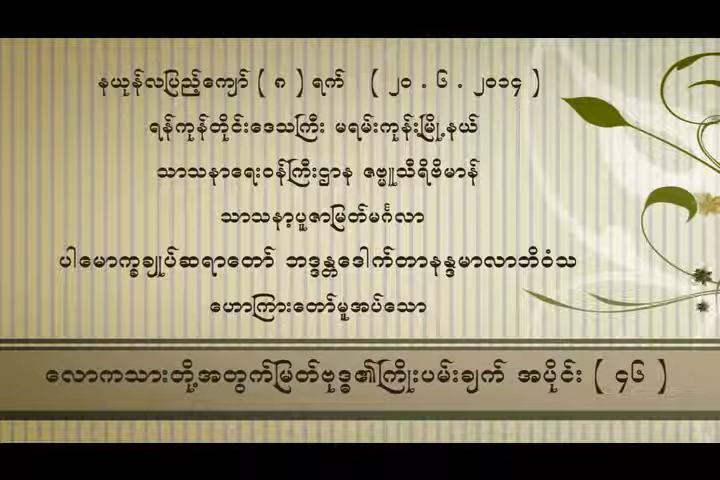 နယုန်လပြည့်ကျော် ( ၈ ) ရက် ( ၂၀ . ၆ . ၂၀၁၄ )
ရန်ကုန်တိုင်းဒေသကြီး မရမ်းကုန်းမြို့နယ်
သာသနာရေးဝန်ကြီးဌာန ဇမ္ဗူသီရိဗိမာန်
သာသနာ့ပူဇာမြတ်မင်္ဂလာ
ပါမောက္ခချုပ်ဆရာတော် ဘဒ္ဒန္တဒေါက်တာနန္ဒမာလာဘိဝံသ
ဟောကြားတော်မူအပ်သော
လောကသားတို့အတွက်မြတ်ဗုဒ္ဓ၏ကြိုးပမ်းချက် အပိုင်း ( ၄၆ )